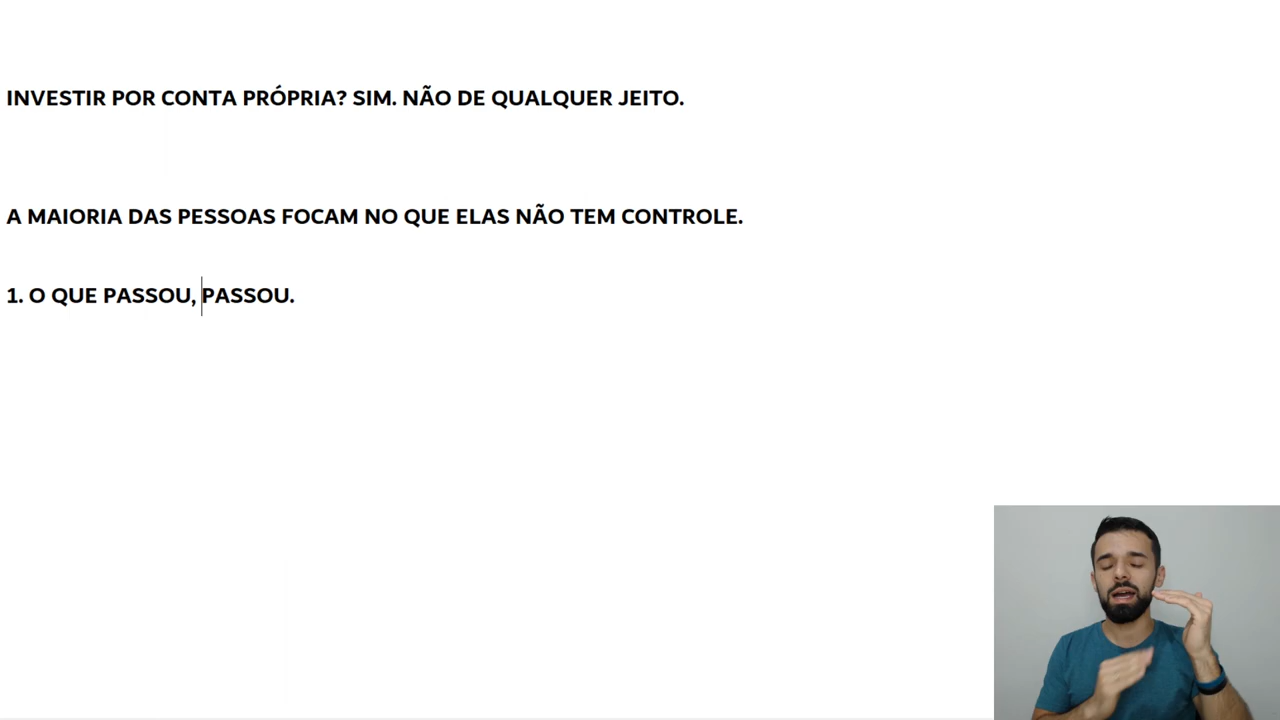 INVESTIR POR CONTA PRÓPRIA? SIM. NÃO DE QUALQUER JEITO.
A MAIORIA DAS PESSOAS FOCAM NO QUE ELAS NÃO TEM CONTROLE.
1. O QUE PASSOU, PASSOU.